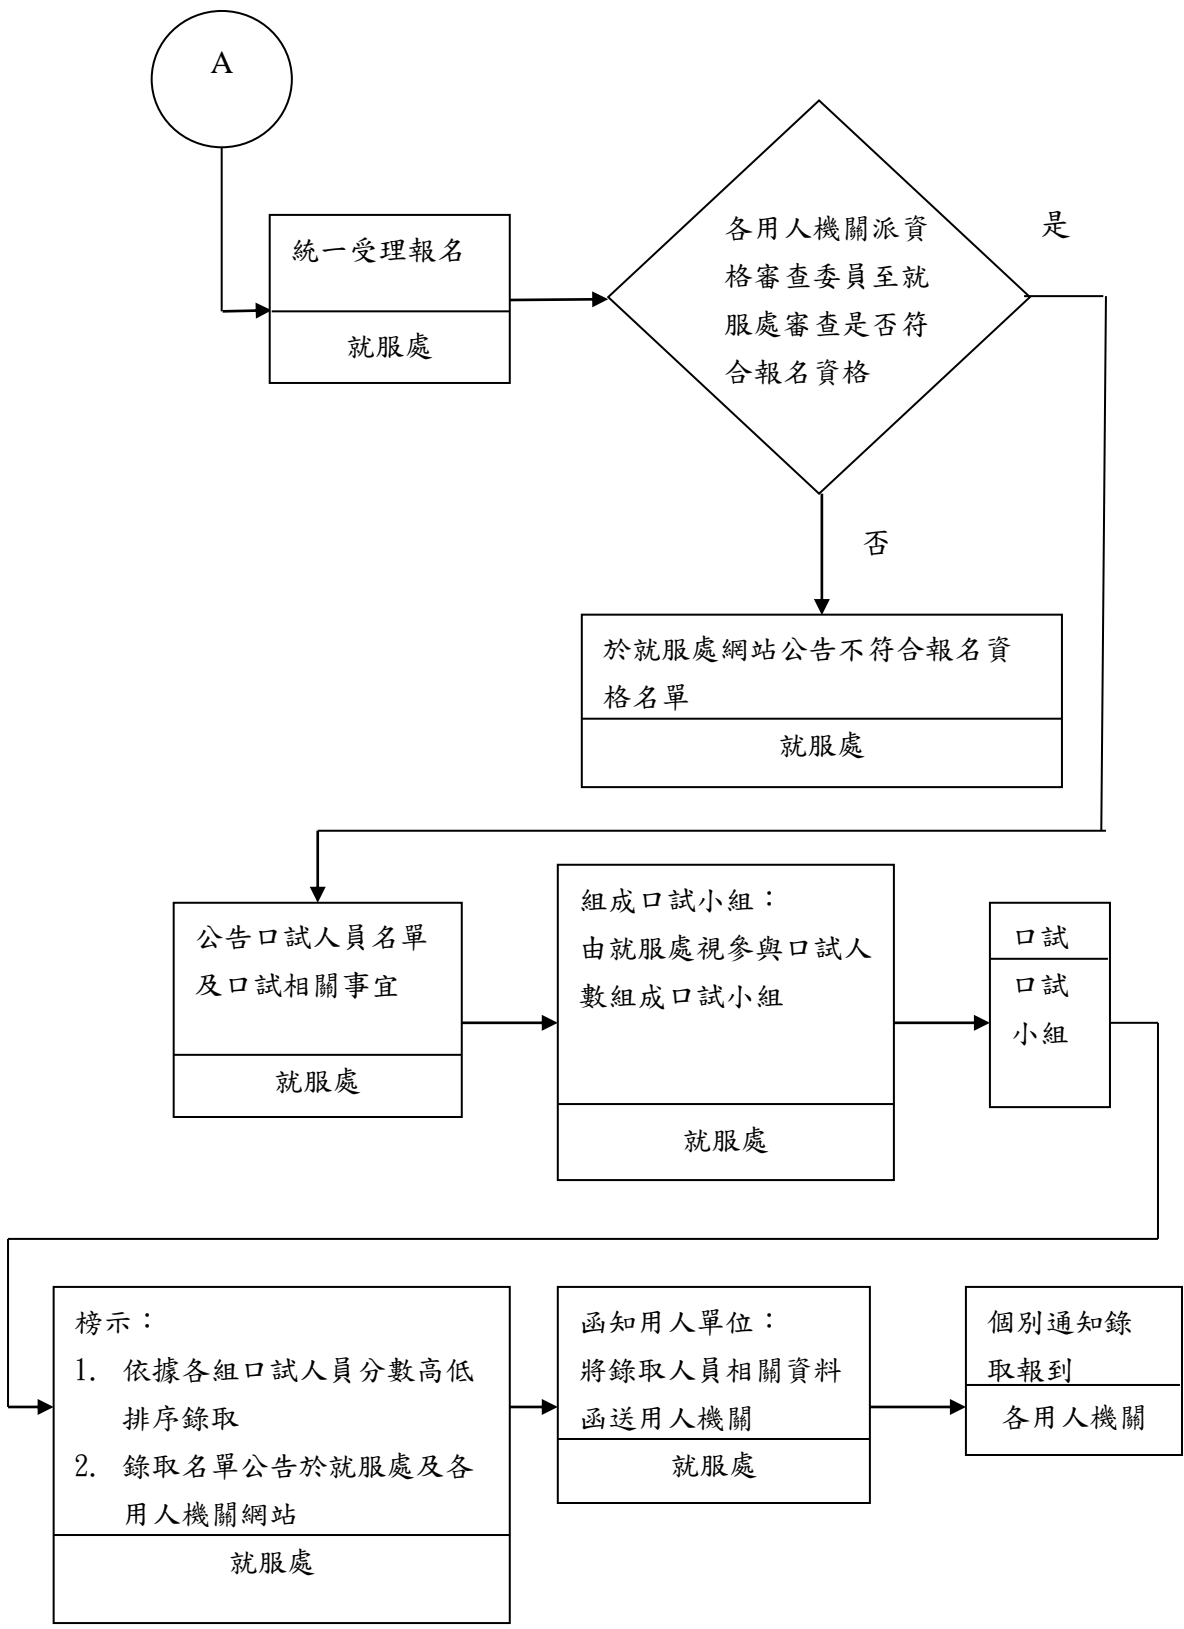 A
統一受理報名
就服處
各用人機關派資
格審查委員至就
服處審查是否符
合報名資格
是
否
於就服處網站公告不符合報名資
格名單
就服處
公告口試人員名單
及口試相關事宜
就服處
組成口試小組：
由就服處視參與口試人
數組成口試小組
就服處
口試
口試
小組
榜示：
1. 依據各組口試人員分數高低
排序錄取
2. 錄取名單公告於就服處及各
用人機關網站
就服處
函知用人單位：
將錄取人員相關資料
函送用人機關
就服處
個別通知錄
取報到
各用人機關